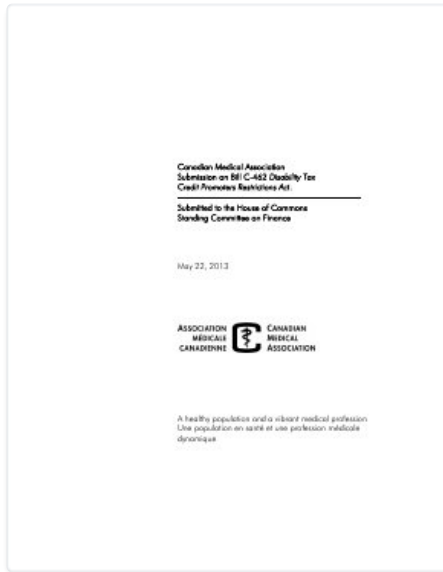 Canadian Medical Association
Submission on Bill C-462 Disability Tax
Credit Promoters Restrictions Act.
Submitted to the House of Commons
Standing Committee on Finance
May 22, 2013
ASSOCIATION
MÉDICALE
CANADIENNE
CANADIAN
MEDICAL
ASSOCIATION
A healthy population and a vibrant medical profession
Une population en santé et une profession médicale
dynamique